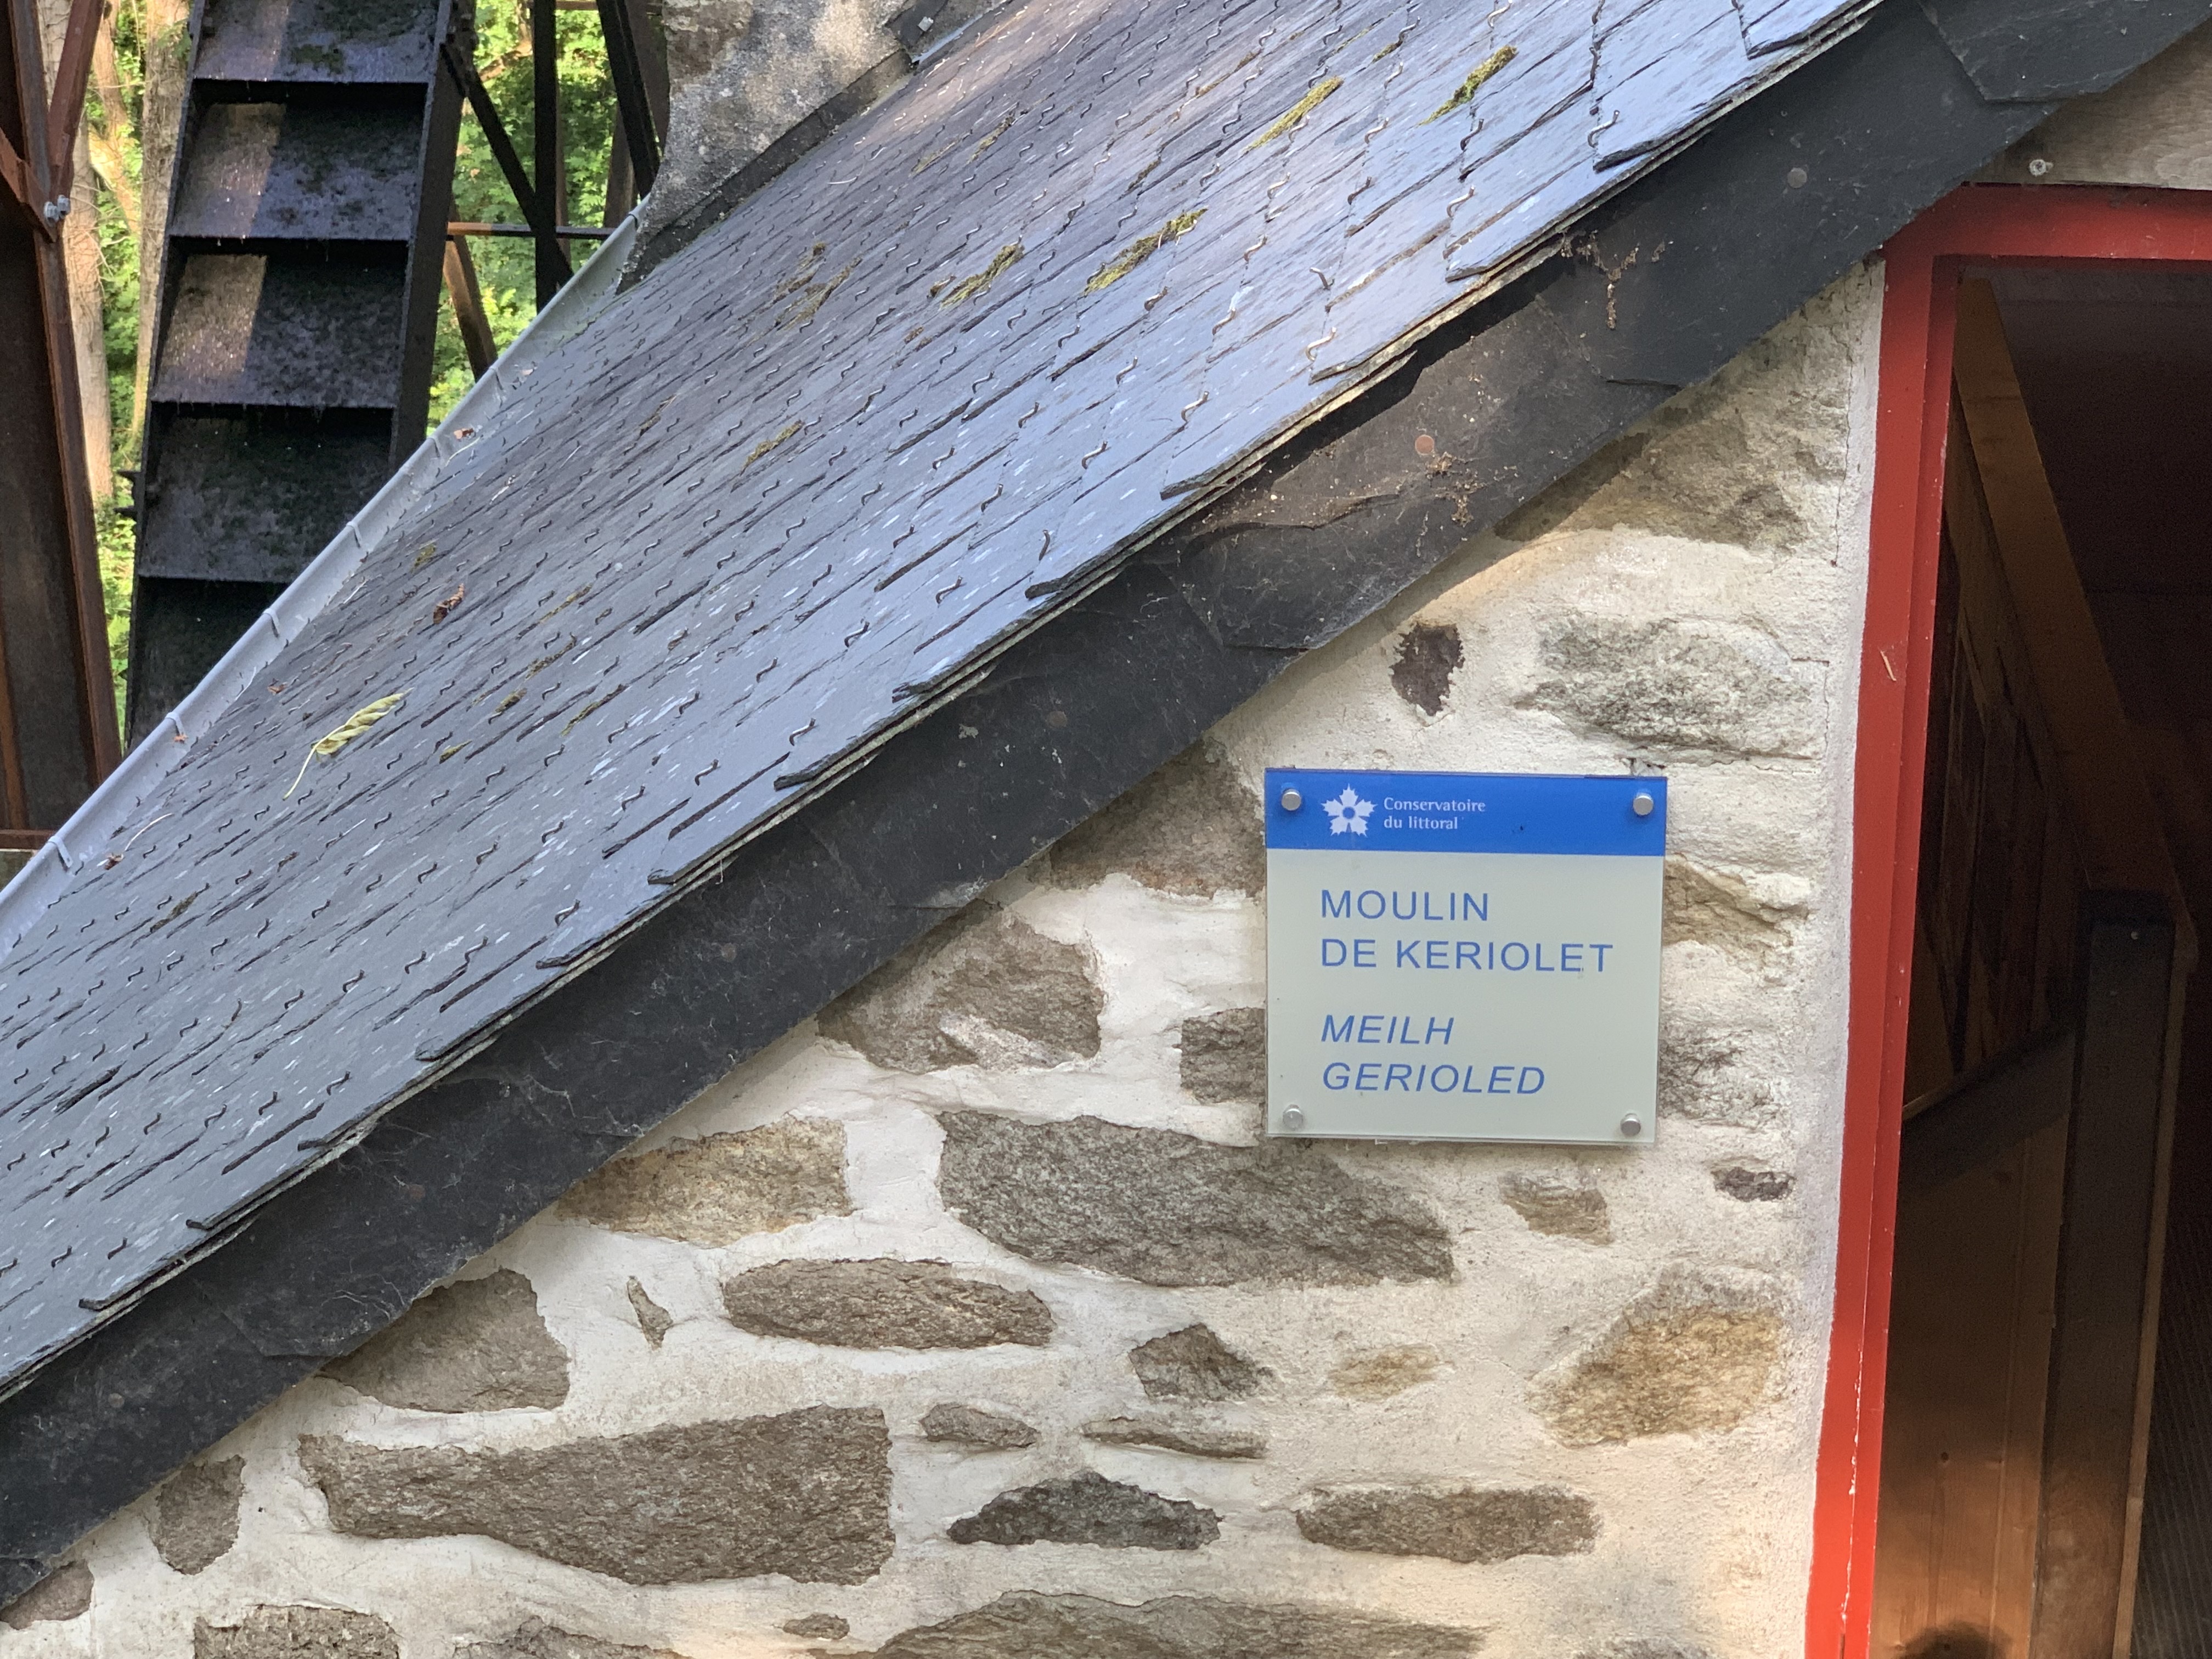 Conservatoire
du littoral
MOULIN
DE KERIOLET
MEILH
GERIOLED